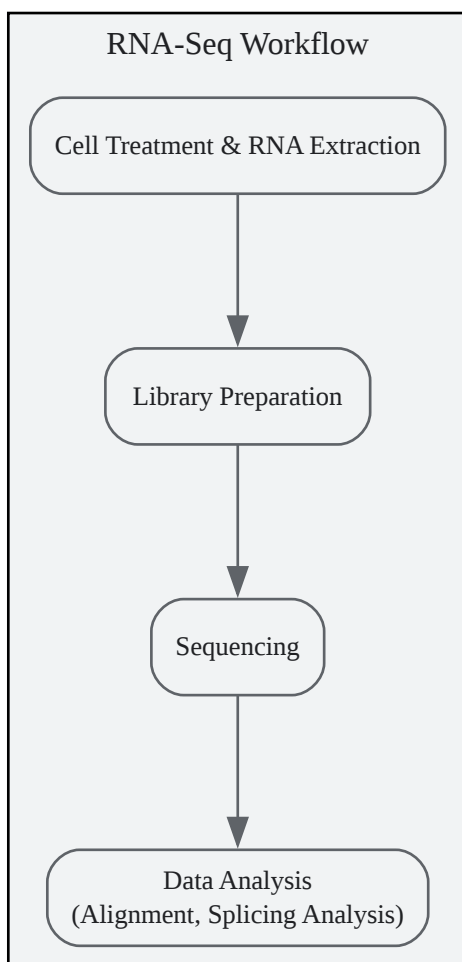 RNA-Seq Workflow
Cell Treatment & RNA Extraction
Library Preparation
Sequencing
Data Analysis
(Alignment, Splicing Analysis)